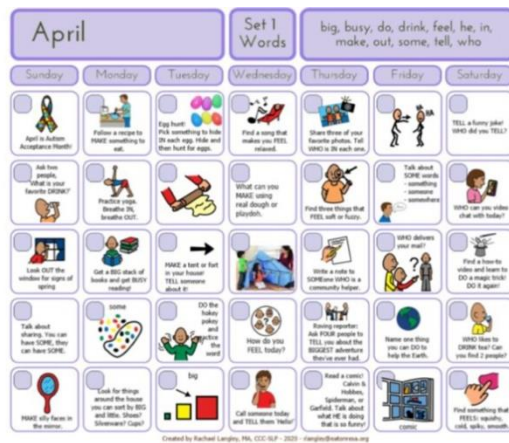 April
Set 1
Words
big, busy, do, drink, feel, he, in,
make, out, some, tell, who
Sunday
Monday
Tuesday
Wednesday
Thursday
Friday
Saturday
April is Autism
Acceptance Month!
Follow a recipe to
MAKE something to
eat.
Egg hunt!
Pick something to hide
IN each egg. Hide and
then hunt for eggs.
Find a song that
makes you FEEL
relaxed.
Share three of your
favorite photos. Tell
WHO is IN each one.
TELL a funny joke!
WHO did you TELL?
Ask two
people,
"What is your
favorite DRINK?"
Practice yoga.
Breathe IN,
breathe OUT.
What can you
MAKE using
real dough or
playdoh.
Find three things that
FEEL soft or fuzzy.
Talk about
SOME words
- something
- someone
- somewhere
WHO can you video
chat with today?
Look OUT the
window for signs of
spring
Get a BIG stack of
books and get BUSY
reading!
MAKE a tent or fort
in your house!
TELL someone
about it!
Write a note to
SOMEone WHO is a
community helper.
WHO delivers
your mail?
Find a how-to
video and learn to
DO a magic trick!
DO it again!
Talk about
sharing. You can
have SOME, they
can have SOME.
some
DO the
hokey
pokey
and
practice
the
word
How do you
FEEL today?
Roving reporter:
Ask FOUR people to
TELL you about the
BIGGEST adventure
they've ever had.
Name one thing
you can DO to
help the Earth.
WHO likes to
DRINK tea? Can
you find 2 people?
MAKE silly faces in
the mirror.
Look for things
around the house
you can sort by BIG
and little. Shoes?
Silverware? Cups?
big
Call someone today
and TELL them "Hello"
Read a comic!
Calvin &
Hobbes,
Spiderman, or
Garfield. Talk about
what HE is doing
that is so funny!
comic
Find something that
FEELS: squishy,
cold, spiky, smooth
Created by Rachael Langley, MA, CCC-SLP - 2025 -